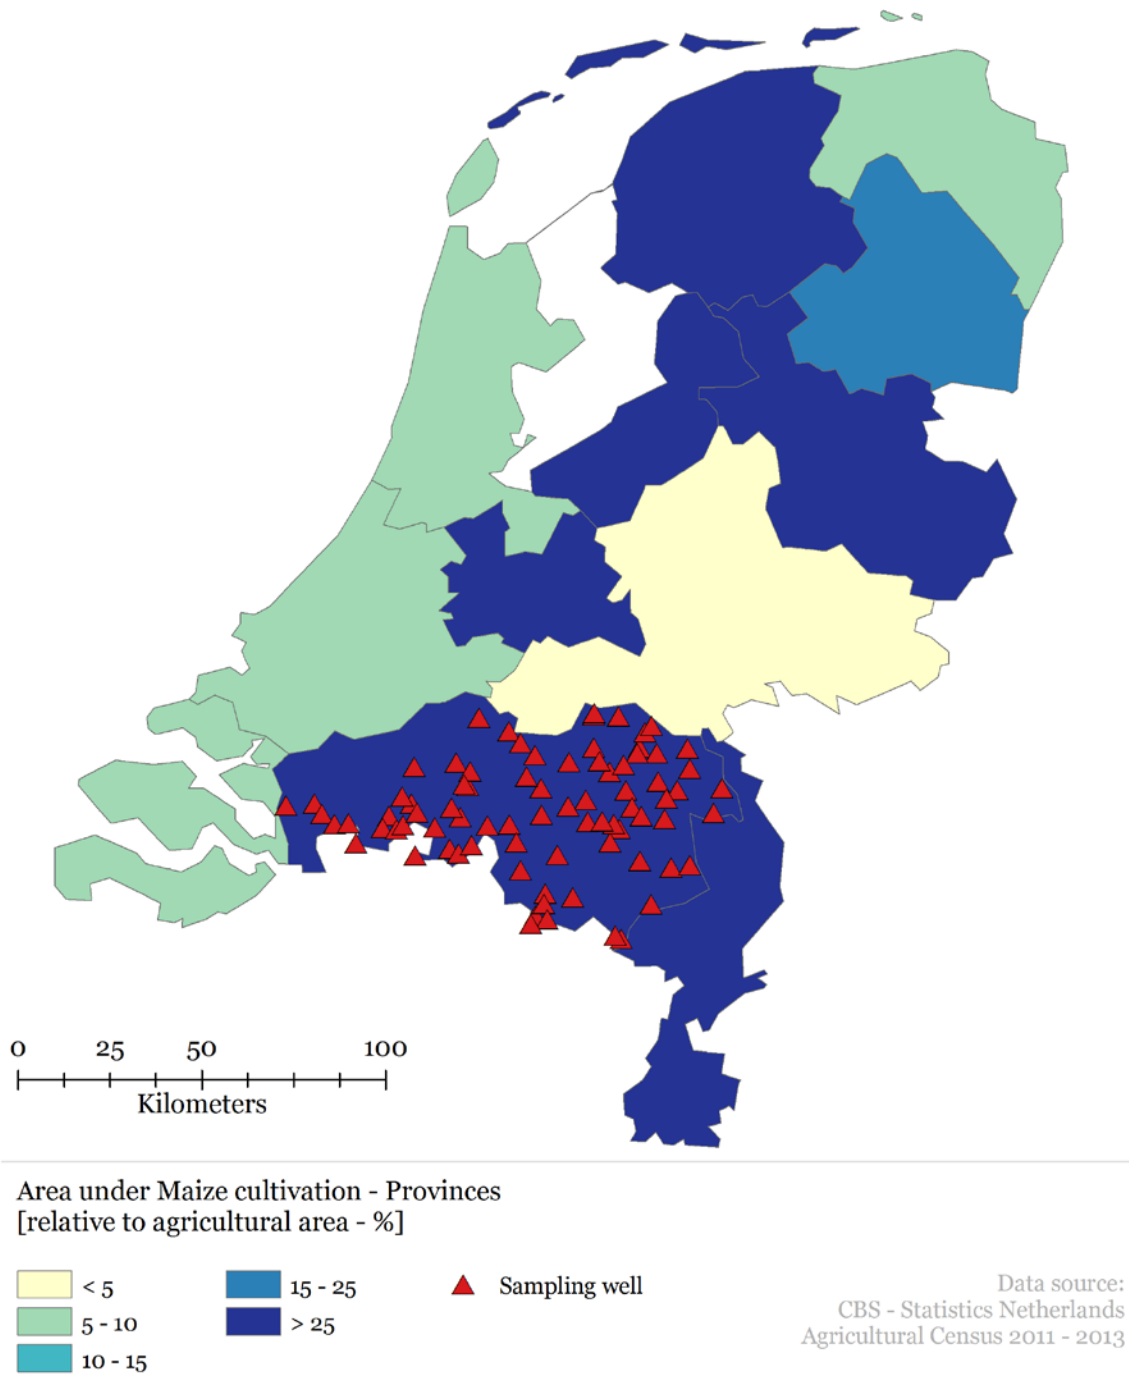 0 25 50 100
Kilometers
Area under Maize cultivation - Provinces
[relative to agricultural area - %]
< 5
5 - 10
10 - 15
15 - 25
> 25
Sampling well
Data source:
CBS - Statistics Netherlands
Agricultural Census 2011 - 2013